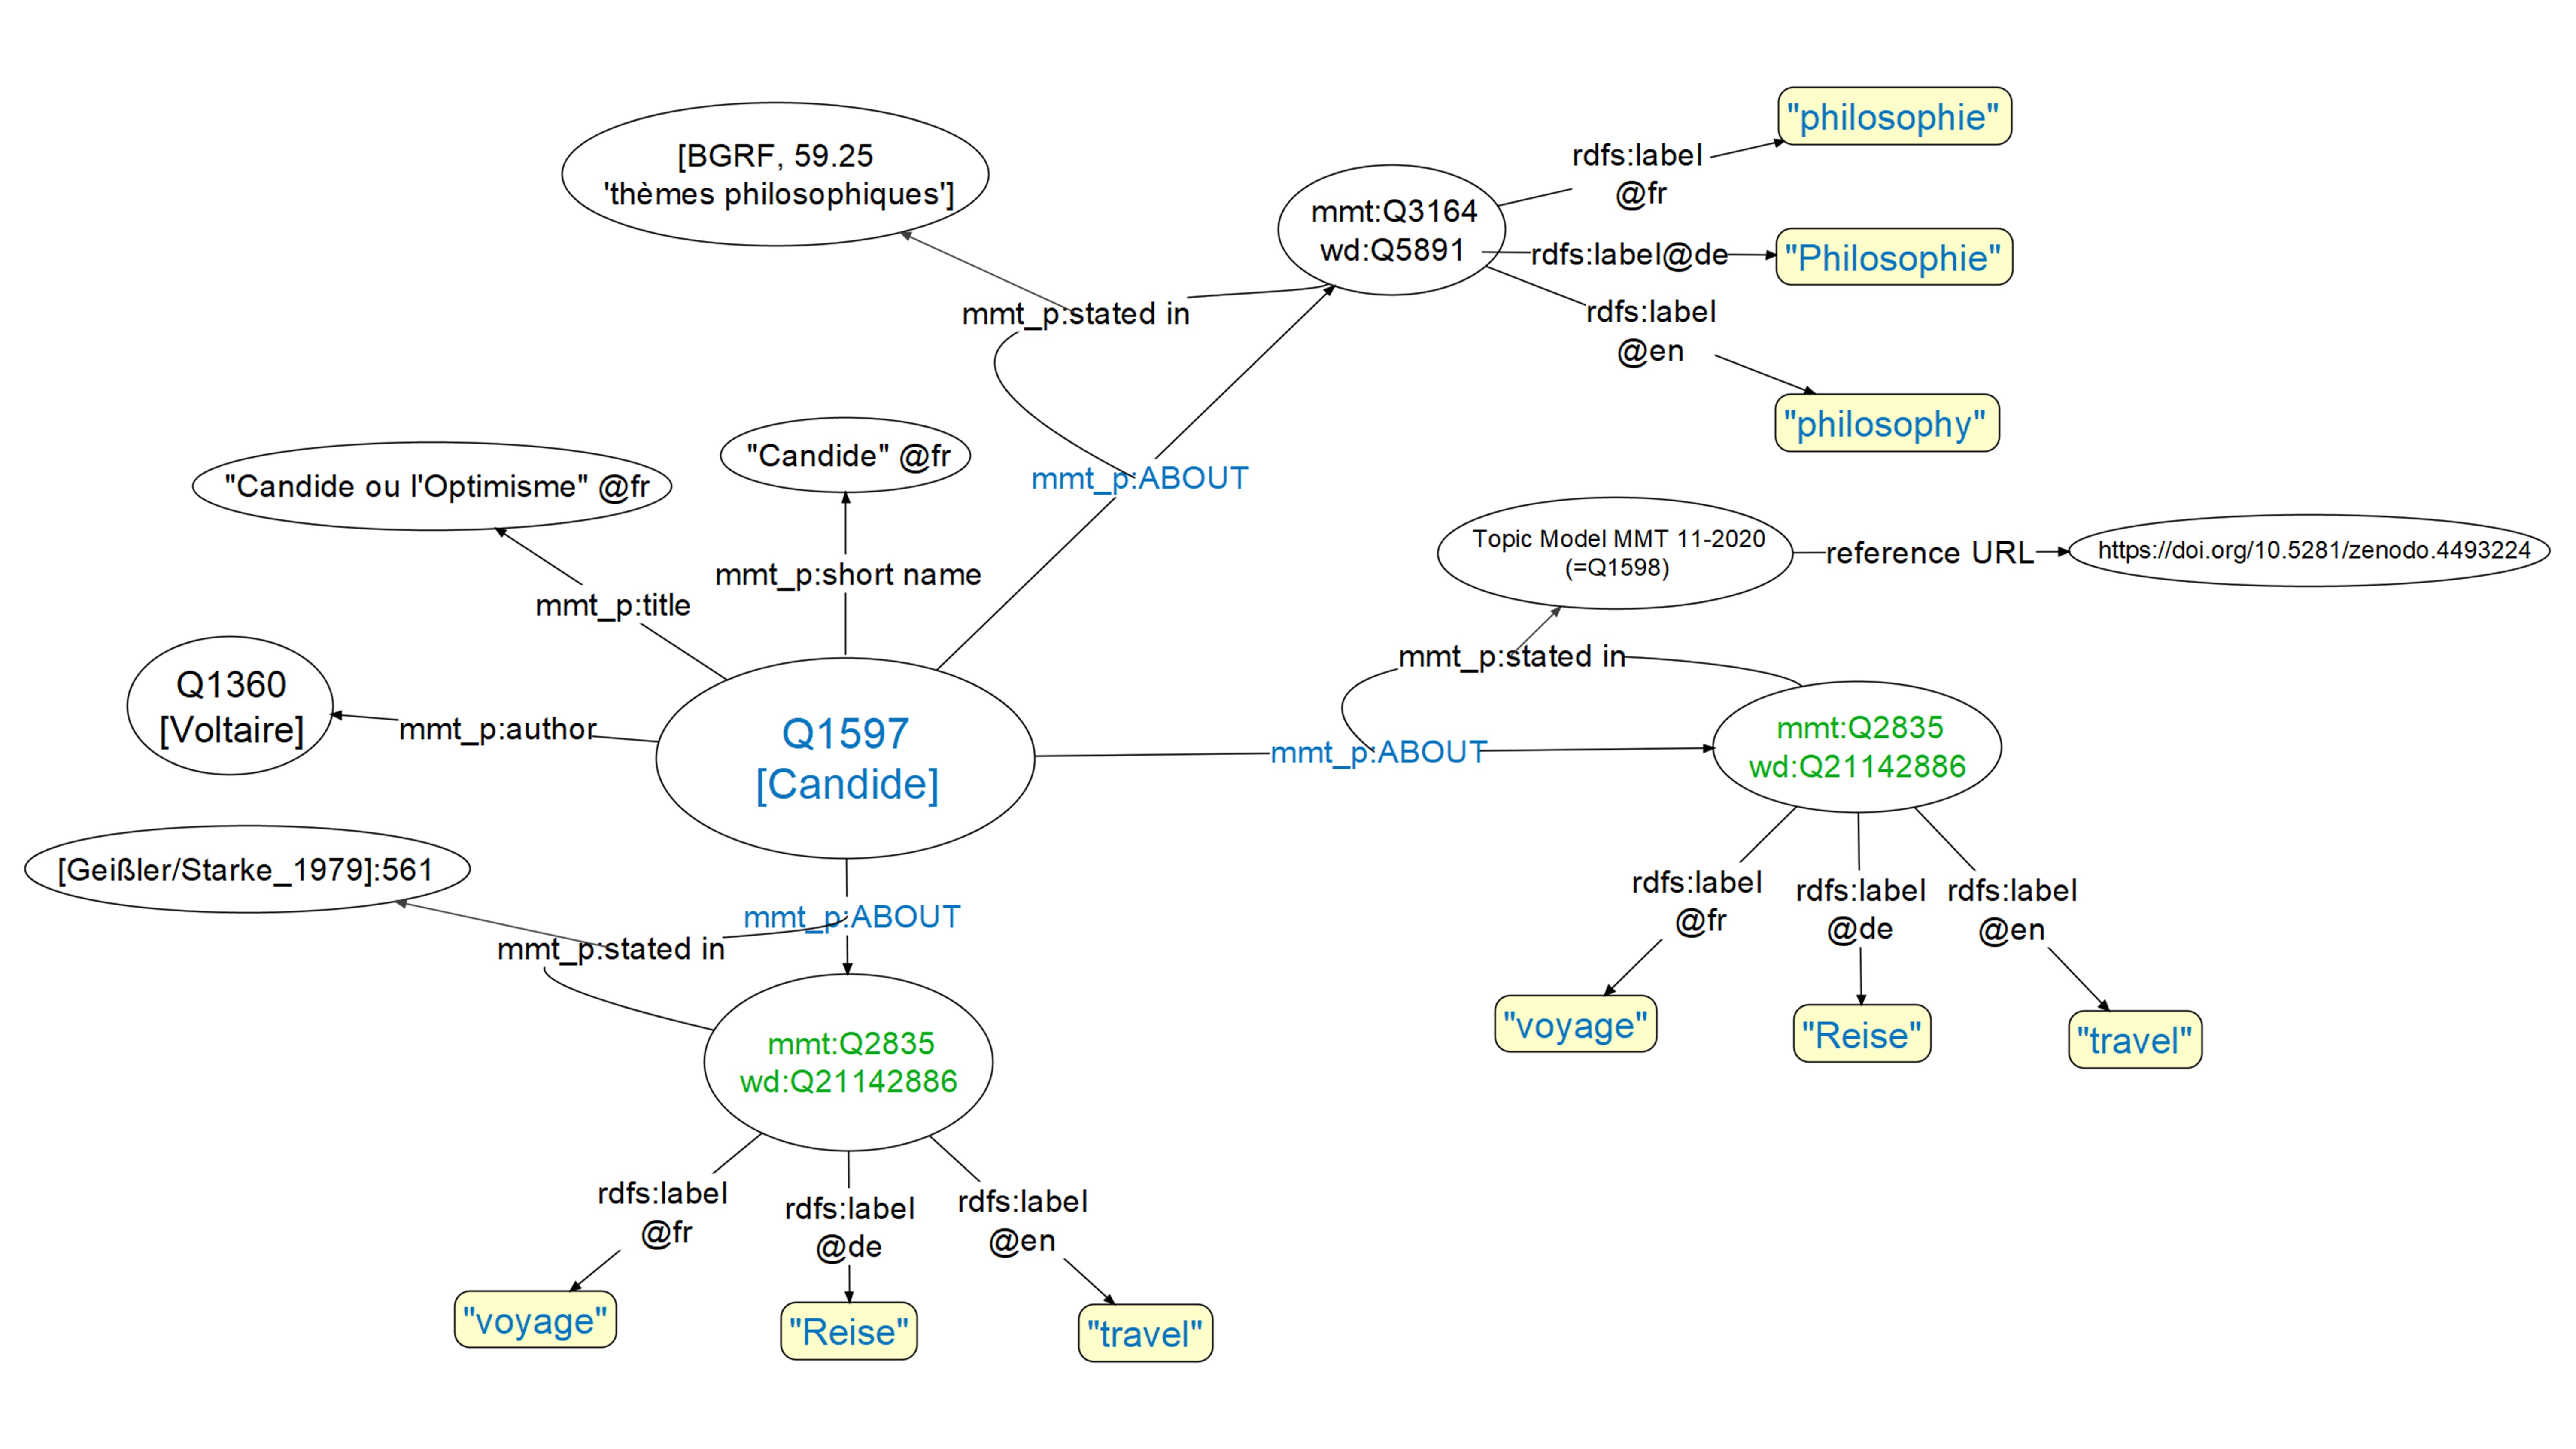 "philosophie"
[BGRF, 59.25
'thèmes philosophiques']
rdfs:label
@fr
mmt:Q3164
wd:Q5891
rdfs:label@de
"Philosophie"
mmt_p:stated in
rdfs:label
@en
"philosophy"
"Candide" @fr
"Candide ou l'Optimisme" @fr
mmt_p:ABOUT
Topic Model MMT 11-2020
(=Q1598)
reference URL
https://doi.org/10.5281/zenodo.4493224
mmt_p:short name
mmt_p:title
mmt_p:stated in
Q1360
[Voltaire]
mmt_p:author
Q1597
[Candide]
mmt_p:ABOUT
mmt:Q2835
wd:Q21142886
[Geißler/Starke_1979]:561
mmt_p:ABOUT
mmt_p:stated in
rdfs:label
@fr
rdfs:label
@de
rdfs:label
@en
"voyage"
"Reise"
"travel"
mmt:Q2835
wd:Q21142886
rdfs:label
@fr
rdfs:label
@de
rdfs:label
@en
"voyage"
"Reise"
"travel"